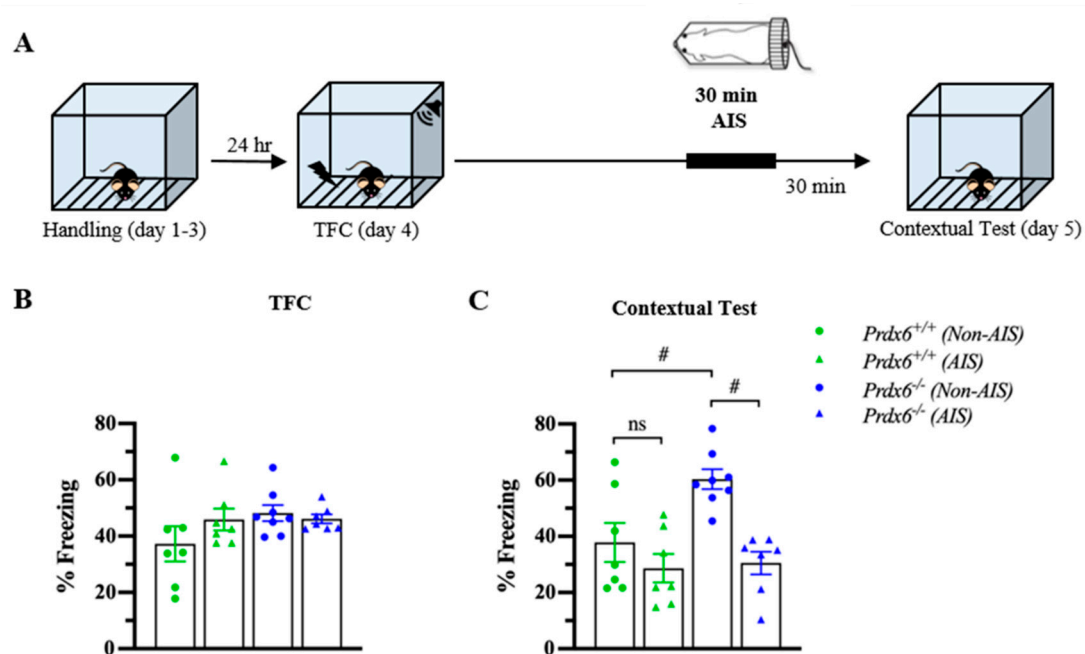 A
30 min
AIS
24 hr
30 min
Handling (day 1-3)
TFC (day 4)
Contextual Test (day 5)
B
TFC
C
Contextual Test
Prdx6+/+ (Non-AIS)
Prdx6+/+ (AIS)
Prdx6-/- (Non-AIS)
Prdx6-/- (AIS)
% Freezing
80
60
40
20
0
% Freezing
80
60
40
20
0
#
#
ns